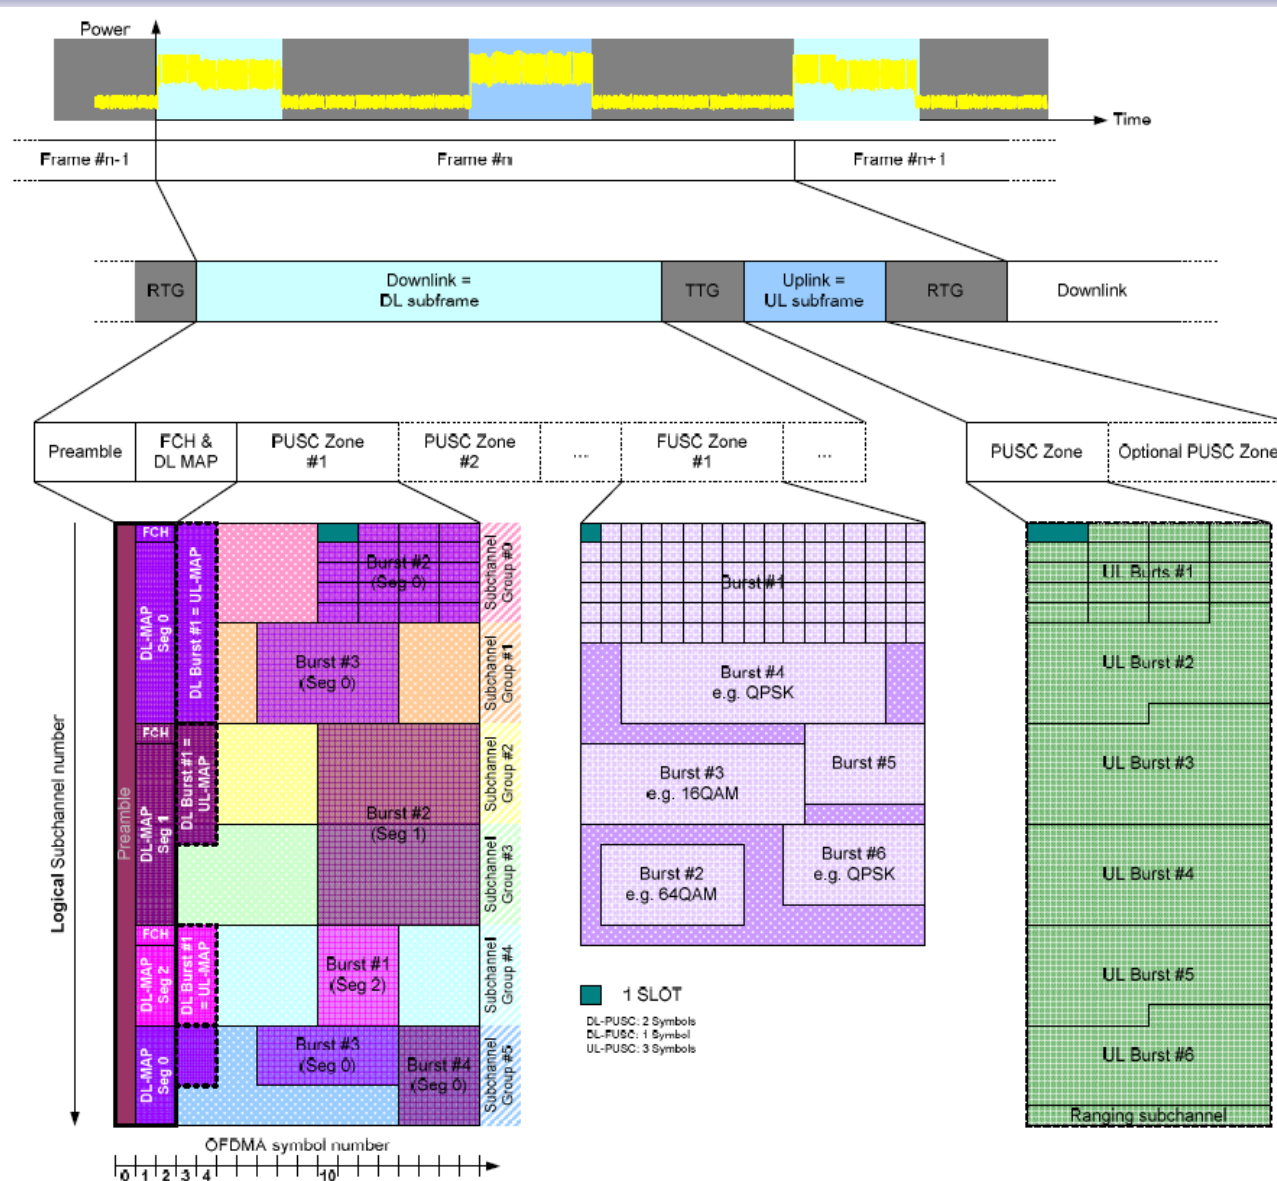 Power
Time
Frame #n-1
Frame #n
Frame #n+1
RTG
Downlink =
DL subframe
TTG
Uplink =
UL subframe
RTG
Downlink
Preamble
FCH &
DL MAP
PUSC Zone
#1
PUSC Zone
#2
...
FUSC Zone
#1
...
PUSC Zone
Optional PUSC Zone
Logical Subchannel number
Preamble
FCH
DL-MAP
Seg 0
DL Burst #1 = UL-MAP
Burst #2
(Seg 0)
Subchannel
Group #0
Burst #3
(Seg 0)
Subchannel
Group #1
FCH
DL-MAP
Seg 1
DL Burst #1 =
UL-MAP
Burst #2
(Seg 1)
Subchannel
Group #2
Subchannel
Group #3
FCH
DL-MAP
Seg 2
DL Burst #1
= UL-MAP
Burst #1
(Seg 2)
Subchannel
Group #4
DL-MAP
Seg 0
Burst #3
(Seg 0)
Burst #4
(Seg 0)
Subchannel
Group #5
OFDMA symbol number
0 1 2 3 4 10
Burst #1
Burst #4
e.g. QPSK
Burst #3
e.g. 16QAM
Burst #5
Burst #2
e.g. 64QAM
Burst #6
e.g. QPSK
1 SLOT
DL-PUSC: 2 Symbols
DL-FUSC: 1 Symbol
UL-PUSC: 3 Symbols
UL Burts #1
UL Burst #2
UL Burst #3
UL Burst #4
UL Burst #5
UL Burst #6
Ranging subchannel